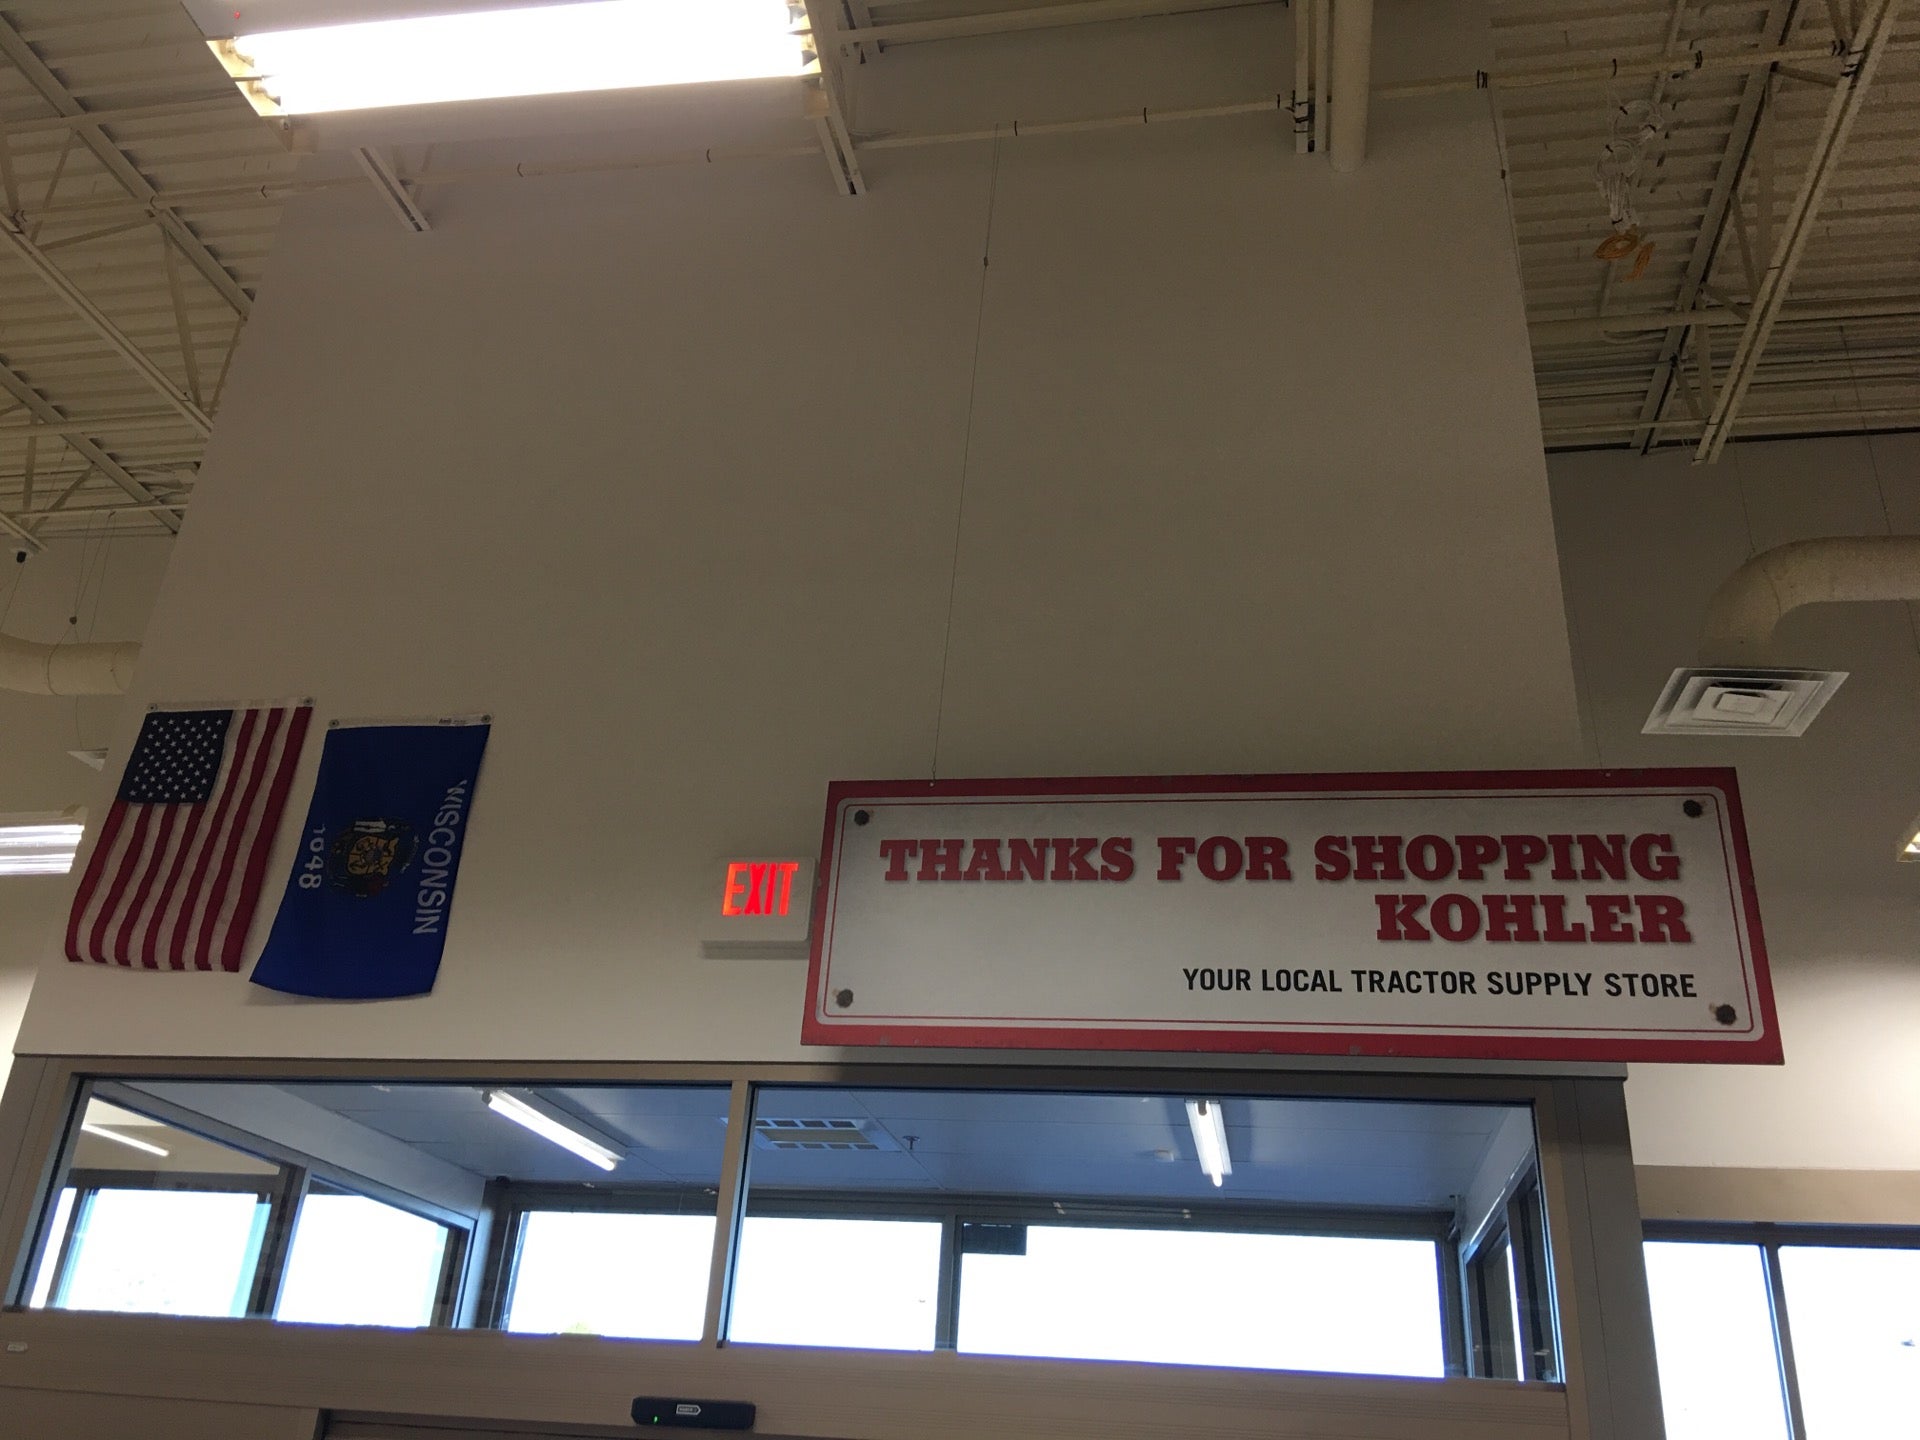 WISCONSIN
1848
EXIT
THANKS FOR SHOPPING
KOHLER
YOUR LOCAL TRACTOR SUPPLY STORE